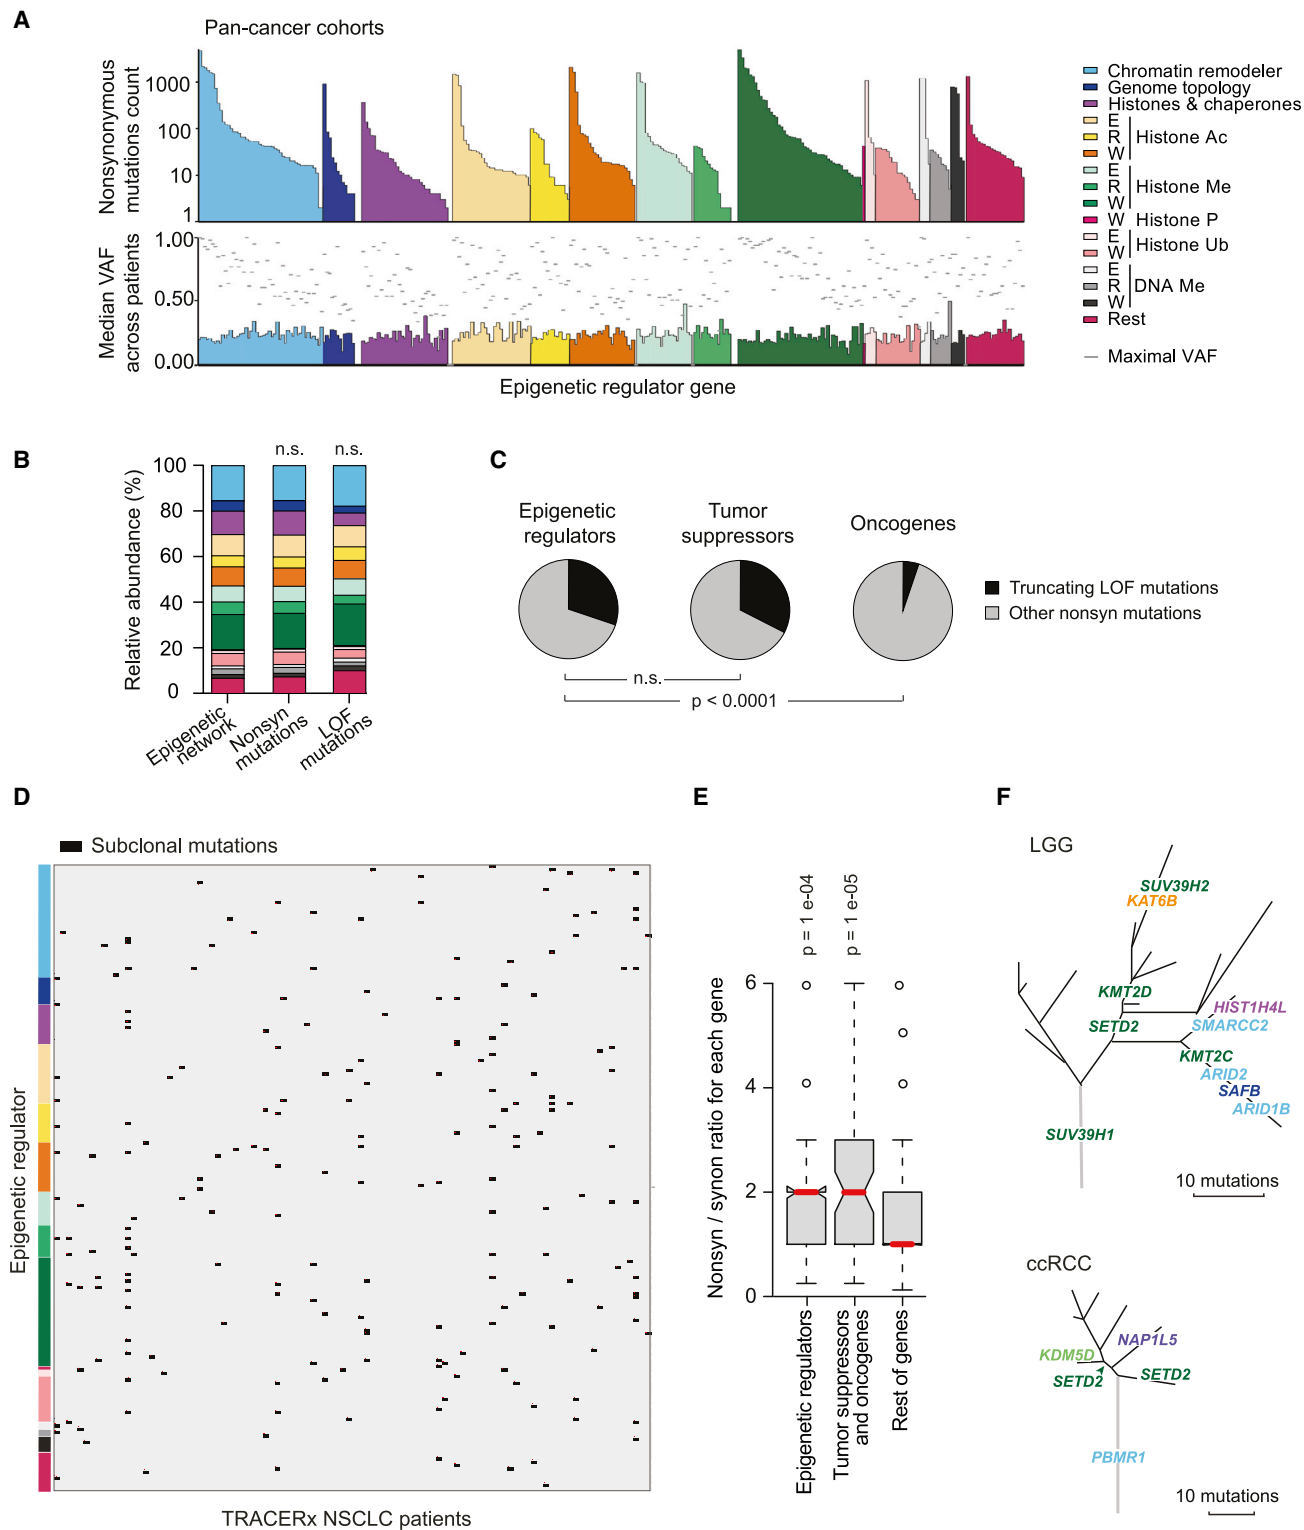 A
Pan-cancer cohorts
Nonsynonymous
mutations count
1000
100
10
1
Median VAF
across patients
1.00
0.50
0.00
Epigenetic regulator gene
Chromatin remodeler
Genome topology
Histones & chaperones
E
R
W
Histone Ac
E
R
W
Histone Me
W Histone P
E
W
Histone Ub
E
R
W
DNA Me
Rest
Maximal VAF
B
n.s.
n.s.
Relative abundance (%)
100
80
60
40
20
0
Epigenetic
network
Nonsyn
mutations
LOF
mutations
C
Epigenetic
regulators
Tumor
suppressors
Oncogenes
Truncating LOF mutations
Other nonsyn mutations
n.s.
p < 0.0001
D
Subclonal mutations
Epigenetic regulator
TRACERx NSCLC patients
E
p = 1 e-04
p = 1 e-05
Nonsyn / synon ratio for each gene
6
4
2
0
Epigenetic regulators
Tumor suppressors
and oncogenes
Rest of genes
F
LGG
SUV39H2
KAT6B
KMT2D
HIST1H4L
SETD2
SMARCC2
KMT2C
ARID2
SAFB
ARID1B
SUV39H1
10 mutations
ccRCC
NAP1L5
KDM5D
SETD2
SETD2
PBMR1
10 mutations